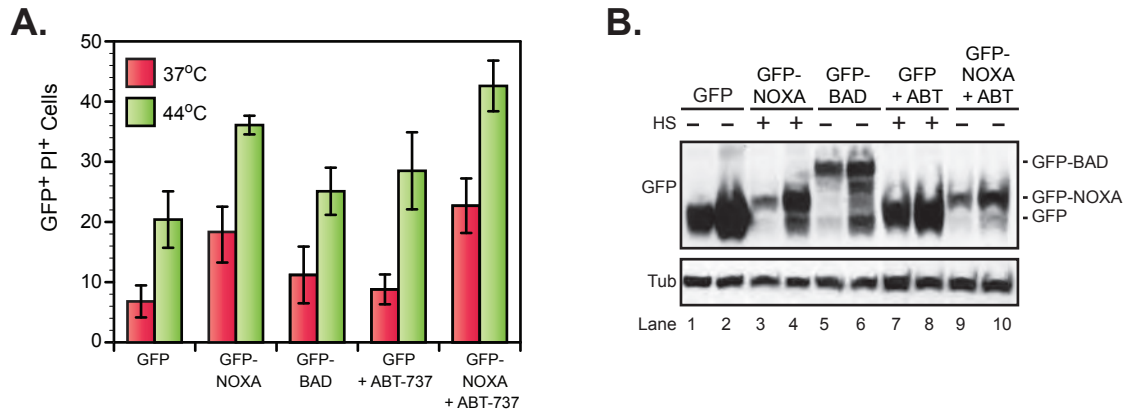 A.
GFP⁺ PI⁺ Cells
50
40
30
20
10
0
37°C
44°C
GFP
GFP-
NOXA
GFP-
BAD
GFP
+ ABT-737
GFP-
NOXA
+ ABT-737
B.
GFP
GFP-
NOXA
GFP-
BAD
GFP
+ ABT
GFP-
NOXA
+ ABT
HS – – + + – – + + – –
GFP
- GFP-BAD
- GFP-NOXA
- GFP
Tub
Lane 1 2 3 4 5 6 7 8 9 10